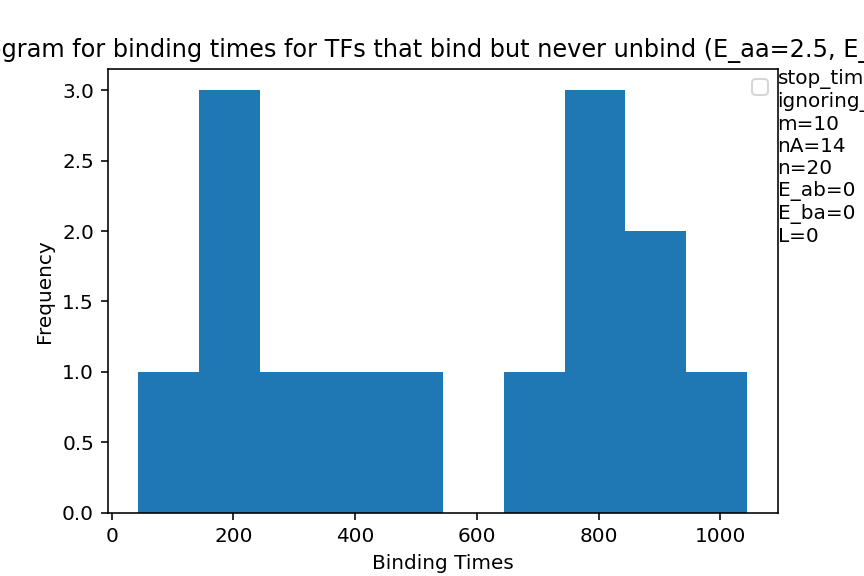 gram for binding times for TFs that bind but never unbind (E_aa=2.5, E_
stop_tim
ignoring_
m=10
nA=14
n=20
E_ab=0
E_ba=0
L=0
Frequency
3.0
2.5
2.0
1.5
1.0
0.5
0.0
0 200 400 600 800 1000
Binding Times